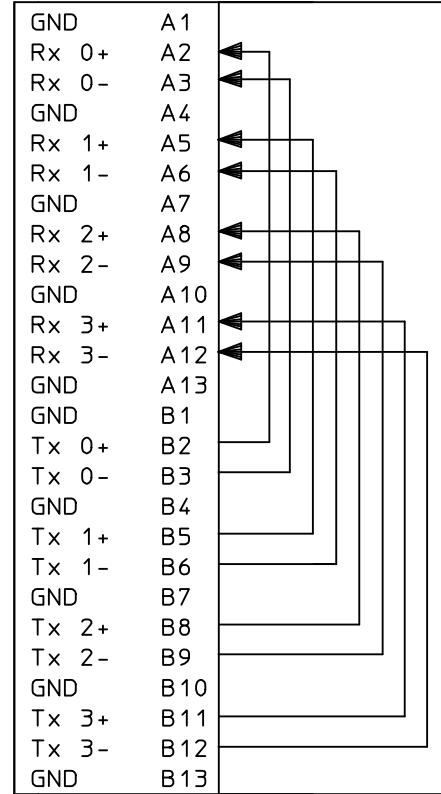 GND A1
Rx 0+ A2
Rx 0- A3
GND A4
Rx 1+ A5
Rx 1- A6
GND A7
Rx 2+ A8
Rx 2- A9
GND A10
Rx 3+ A11
Rx 3- A12
GND A13
GND B1
Tx 0+ B2
Tx 0- B3
GND B4
Tx 1+ B5
Tx 1- B6
GND B7
Tx 2+ B8
Tx 2- B9
GND B10
Tx 3+ B11
Tx 3- B12
GND B13